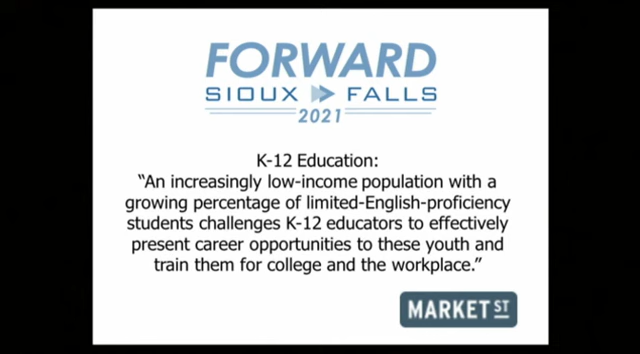 FORWARD
SIOUX FALLS
2021
K-12 Education:
“An increasingly low-income population with a
growing percentage of limited-English-proficiency
students challenges K-12 educators to effectively
present career opportunities to these youth and
train them for college and the workplace.”
MARKET ST